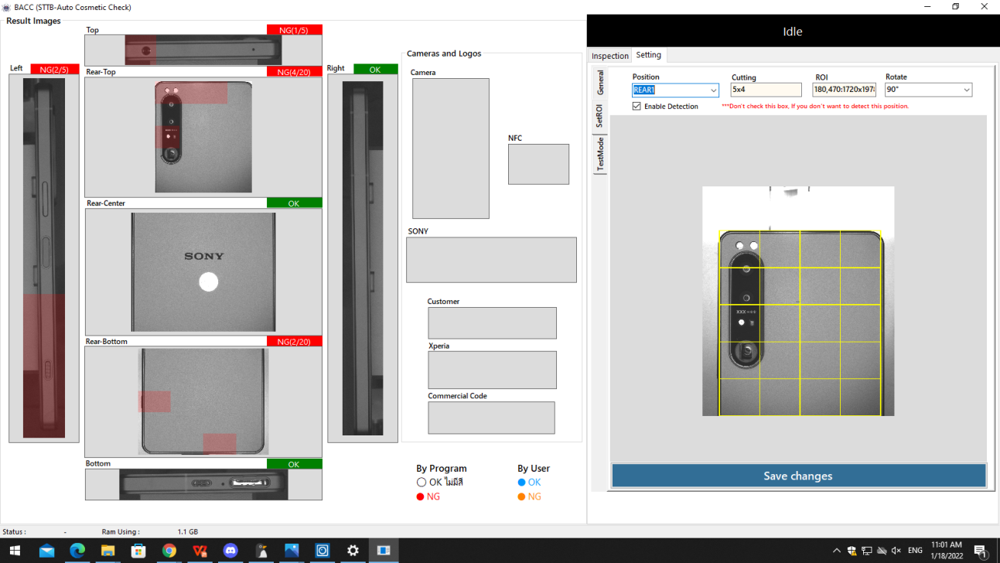 BACC (STTB-Auto Cosmetic Check)
Result Images
Top
NG(1/5)
Left
NG(2/5)
Rear-Top
NG(4/20)
Right
OK
Rear-Center
OK
SONY
Rear-Bottom
NG(2/20)
Bottom
OK
Cameras and Logos
Camera
NFC
SONY
Customer
Xperia
Commercial Code
By Program
By User
OK ไม่มีสี
OK
NG
NG
Idle
Inspection
Setting
General
SetROI
TestMode
Position
Cutting
ROI
Rotate
REAR1
5x4
180,470:1720x1978
90°
Enable Detection
***Don't check this box, If you don't want to detect this position.
Save changes
Status :
-
Ram Using :
1.1 GB
ENG
11:01 AM
1/18/2022
1